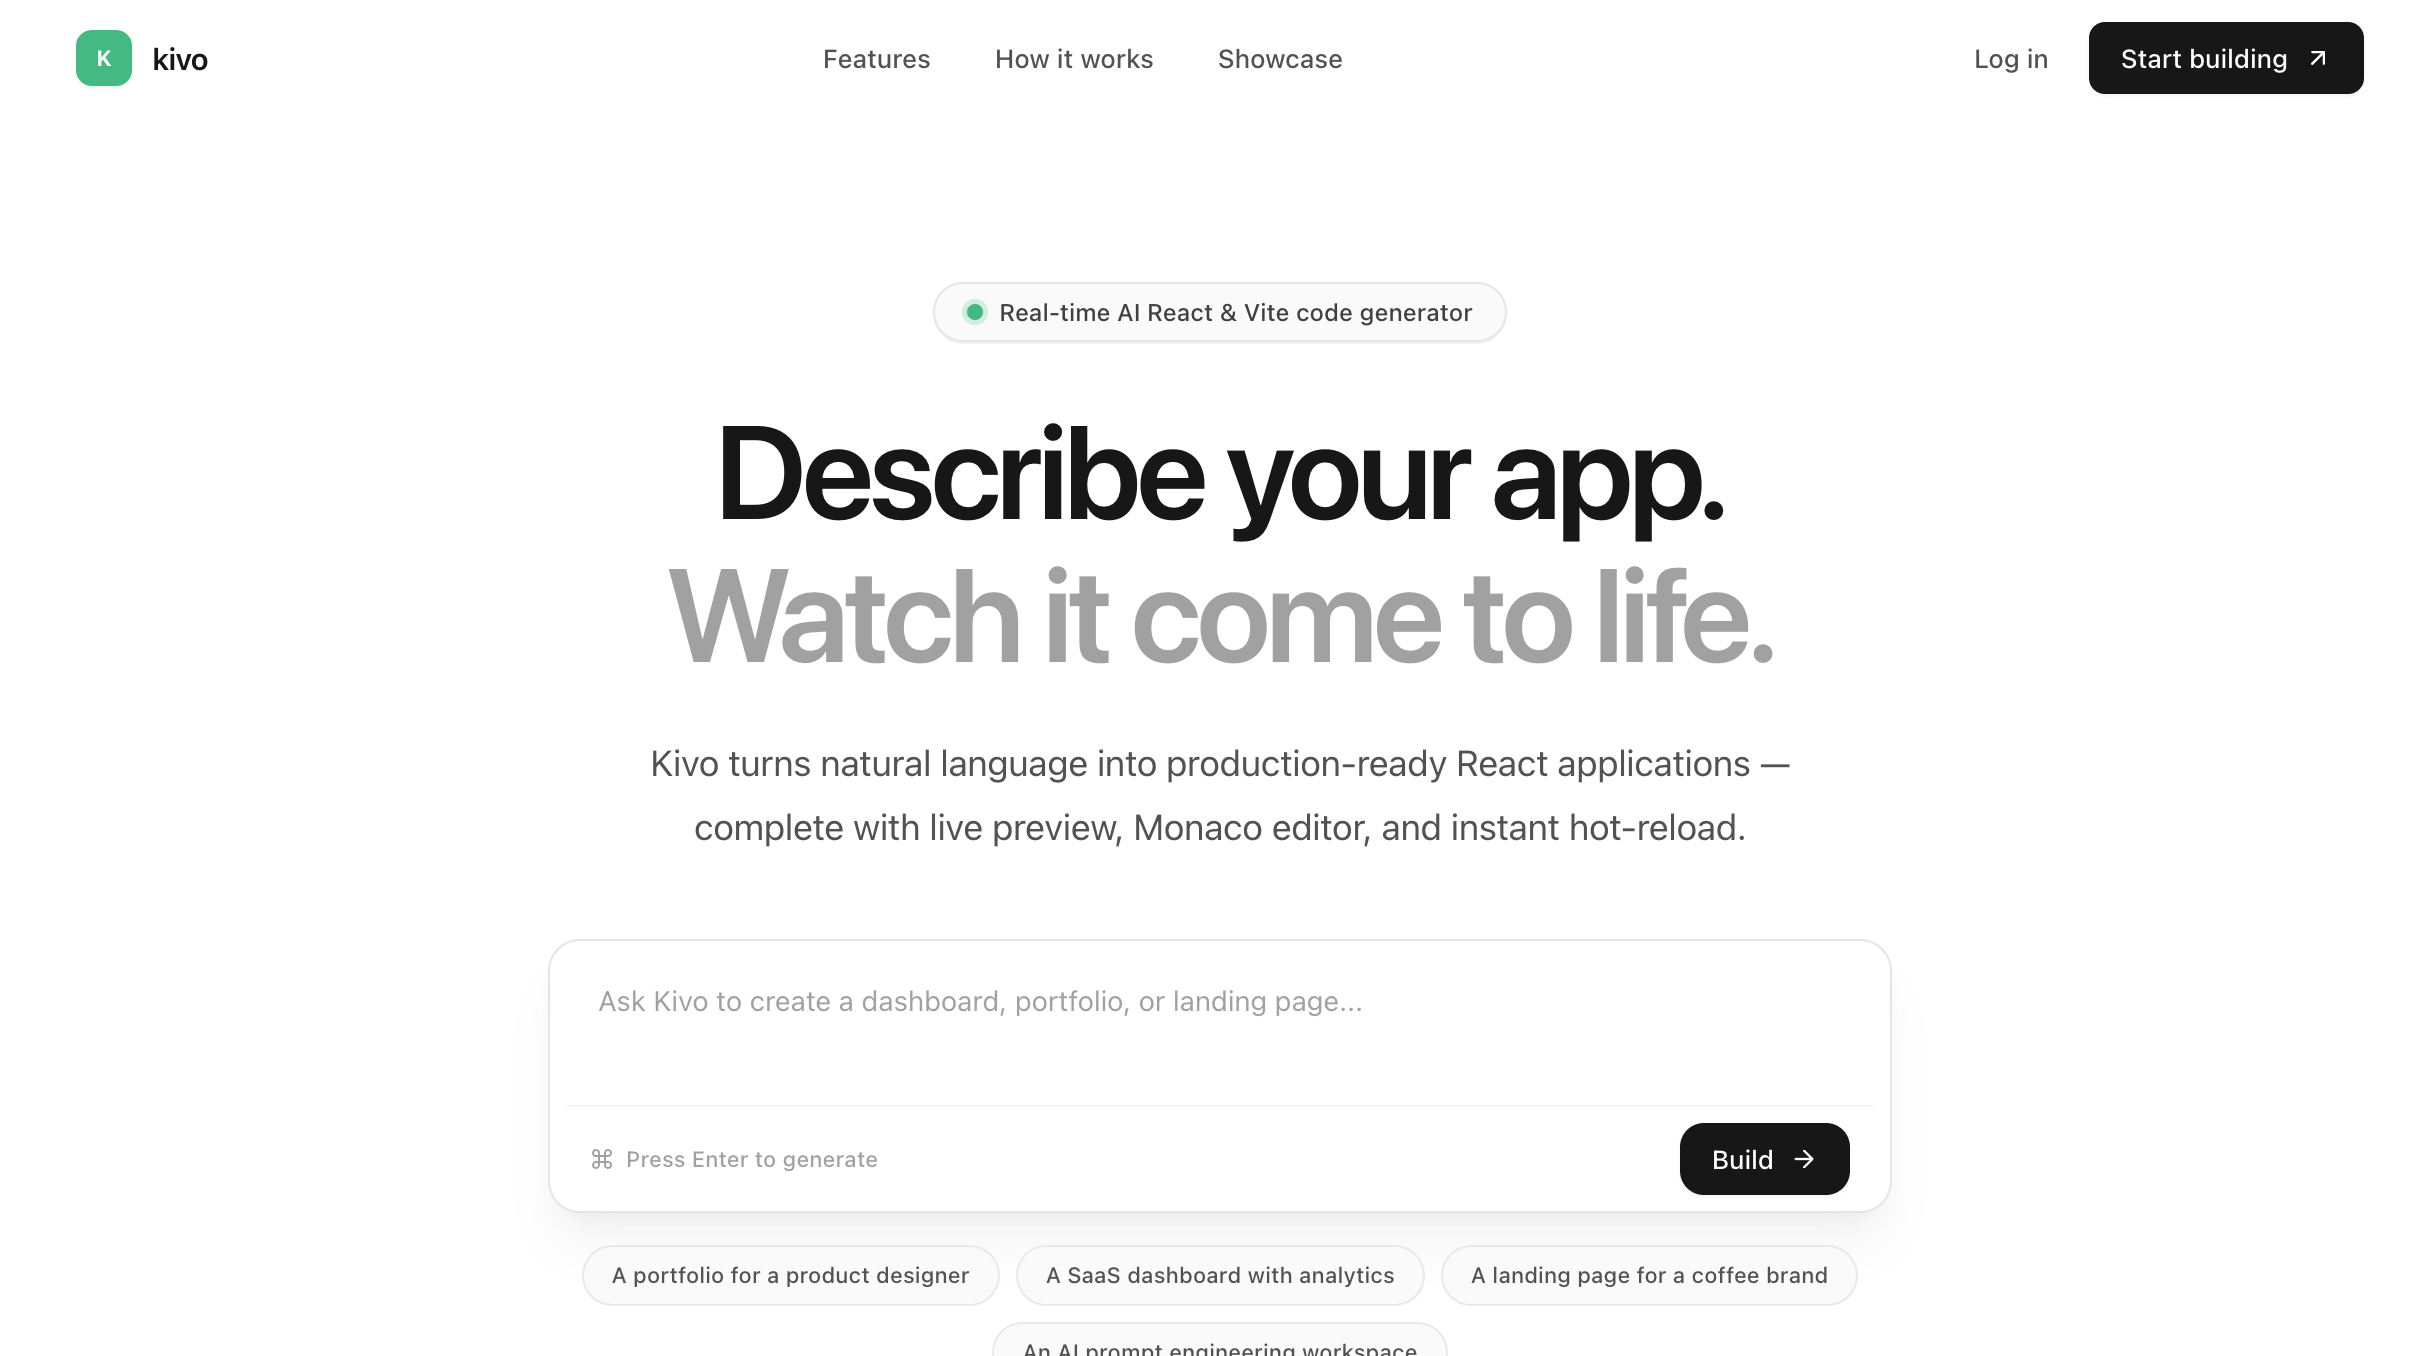 K
kivo
Features
How it works
Showcase
Log in
Start building
Real-time AI React & Vite code generator
Describe your app.
Watch it come to life.
Kivo turns natural language into production-ready React applications —
complete with live preview, Monaco editor, and instant hot-reload.
Ask Kivo to create a dashboard, portfolio, or landing page...
⌘ Press Enter to generate
Build →
A portfolio for a product designer
A SaaS dashboard with analytics
A landing page for a coffee brand
An AI prompt engineering workspace